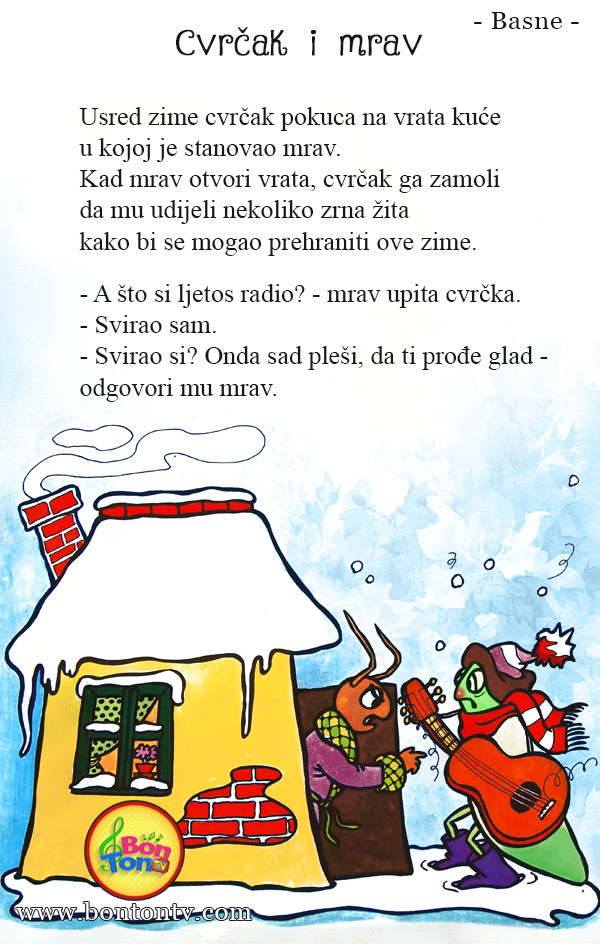 - Basne -
Cvrčak i mrav
Usred zime cvrčak pokuca na vrata kuće
u kojoj je stanovao mrav.
Kad mrav otvori vrata, cvrčak ga zamoli
da mu udijeli nekoliko zrna žita
kako bi se mogao prehraniti ove zime.
- A što si ljetos radio? - mrav upita cvrčka.
- Svirao sam.
- Svirao si? Onda sad pleši, da ti prođe glad -
odgovori mu mrav.
Bon
Ton TV
www.bontontv.com